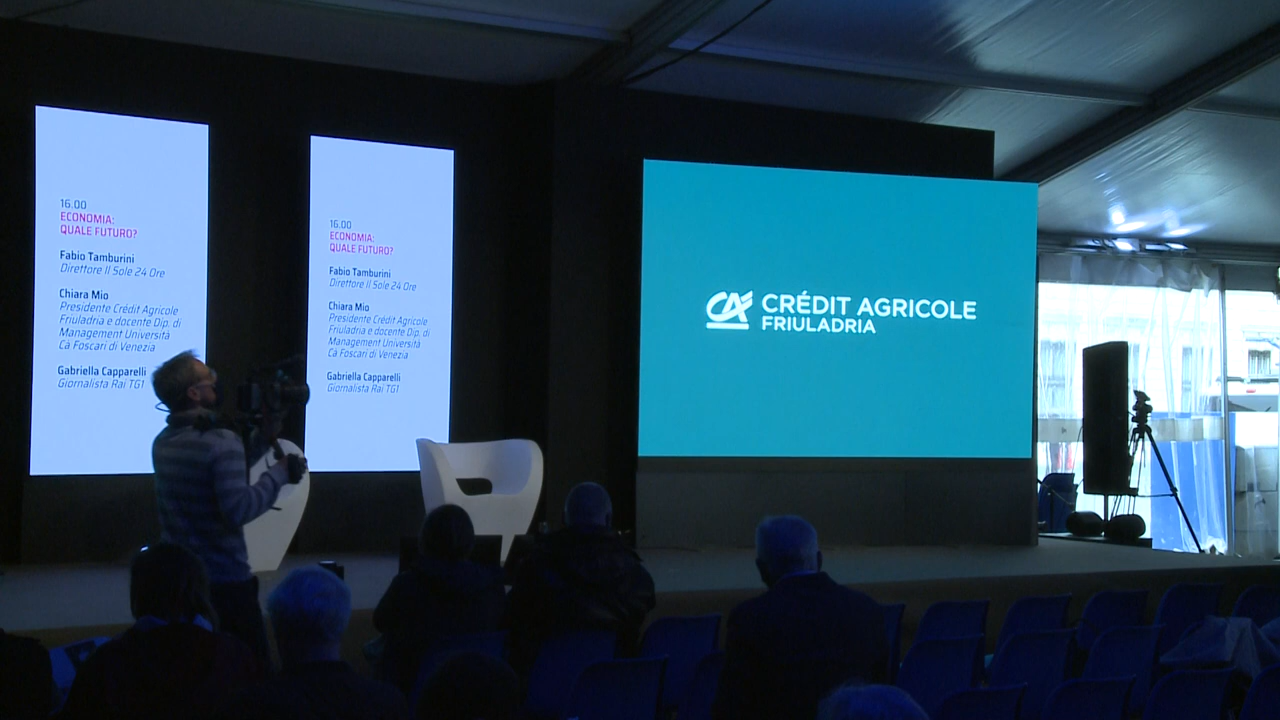 16.00
ECONOMIA:
QUALE FUTURO?
Fabio Tamburini
Direttore Il Sole 24 Ore
Chiara Mio
Presidente Crédit Agricole
Friuladria e docente Dip. di
Management Università
Cà Foscari di Venezia
Gabriella Capparelli
Giornalista Rai TG1
16.00
ECONOMIA:
QUALE FUTURO?
Fabio Tamburini
Direttore Il Sole 24 Ore
Chiara Mio
Presidente Crédit Agricole
Friuladria e docente Dip. di
Management Università
Cà Foscari di Venezia
Gabriella Capparelli
Giornalista Rai TG1
CA CRÉDIT AGRICOLE
FRIULADRIA